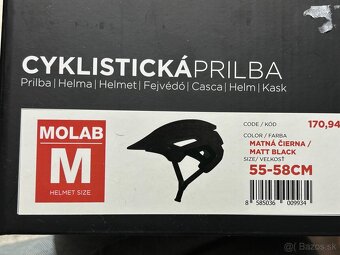 CYKLISTICKÁPRILBA
Prilba | Helma | Helmet | Fejvédő | Casca | Helm | Kask
MOLAB
M
HELMET SIZE
CODE / KÓD
170,94
COLOR / FARBA
MATNÁ ČIERNA /
MATT BLACK
SIZE/ VEĽKOSŤ
55-58CM
8 585036 009934
bazos.sk